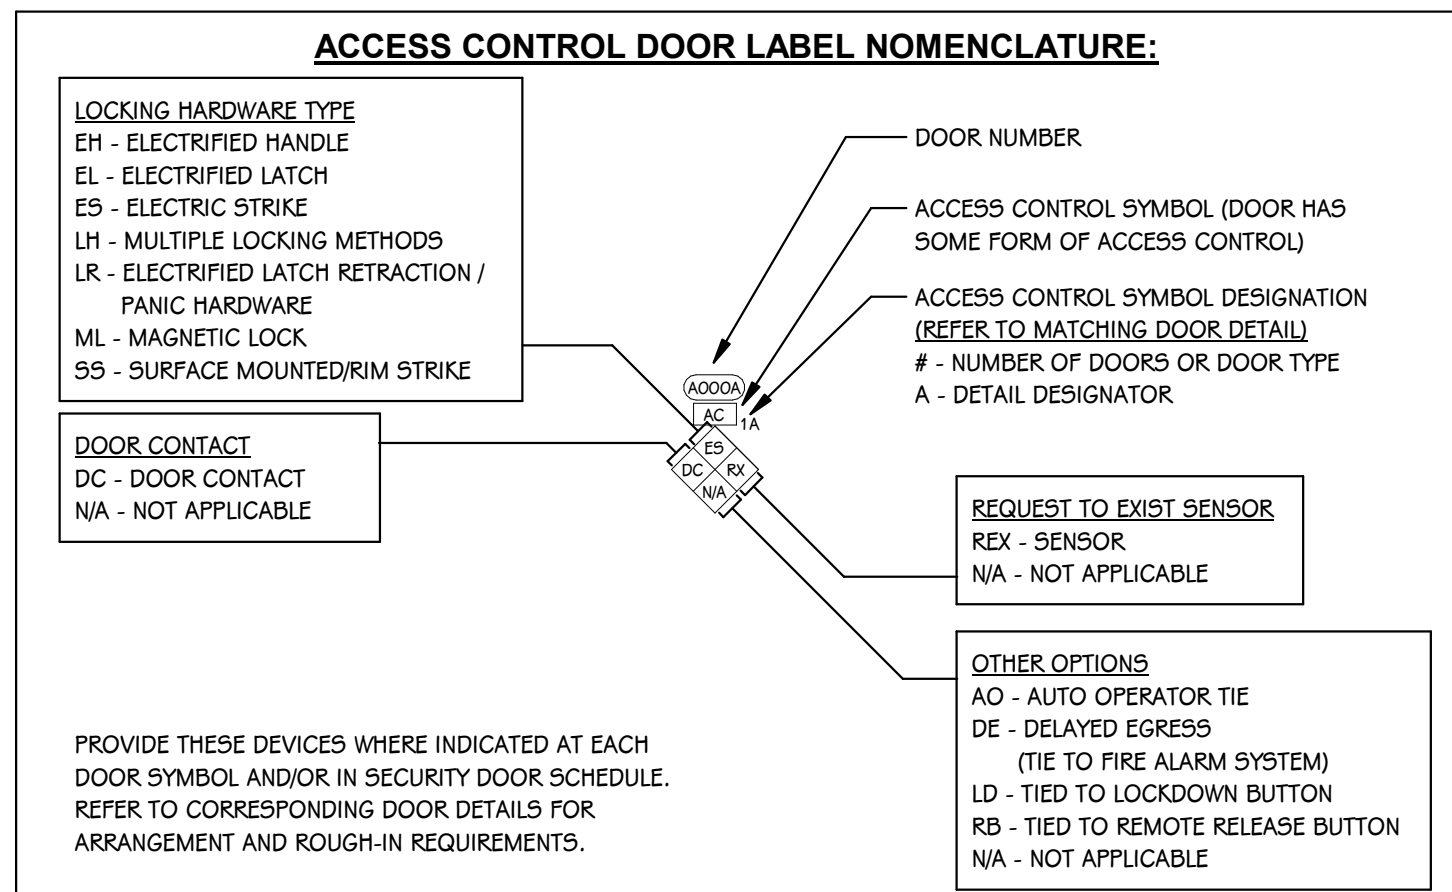 ACCESS CONTROL DOOR LABEL NOMENCLATURE:
LOCKING HARDWARE TYPE
EH - ELECTRIFIED HANDLE
EL - ELECTRIFIED LATCH
ES - ELECTRIC STRIKE
LH - MULTIPLE LOCKING METHODS
LR - ELECTRIFIED LATCH RETRACTION /
PANIC HARDWARE
ML - MAGNETIC LOCK
SS - SURFACE MOUNTED/RIM STRIKE
DOOR CONTACT
DC - DOOR CONTACT
N/A - NOT APPLICABLE
DOOR NUMBER
ACCESS CONTROL SYMBOL (DOOR HAS
SOME FORM OF ACCESS CONTROL)
ACCESS CONTROL SYMBOL DESIGNATION
(REFER TO MATCHING DOOR DETAIL)
# - NUMBER OF DOORS OR DOOR TYPE
A - DETAIL DESIGNATOR
A000A
AC
1A
ES
DC
RX
N/A
REQUEST TO EXIST SENSOR
REX - SENSOR
N/A - NOT APPLICABLE
OTHER OPTIONS
AO - AUTO OPERATOR TIE
DE - DELAYED EGRESS
(TIE TO FIRE ALARM SYSTEM)
LD - TIED TO LOCKDOWN BUTTON
RB - TIED TO REMOTE RELEASE BUTTON
N/A - NOT APPLICABLE
PROVIDE THESE DEVICES WHERE INDICATED AT EACH
DOOR SYMBOL AND/OR IN SECURITY DOOR SCHEDULE.
REFER TO CORRESPONDING DOOR DETAILS FOR
ARRANGEMENT AND ROUGH-IN REQUIREMENTS.